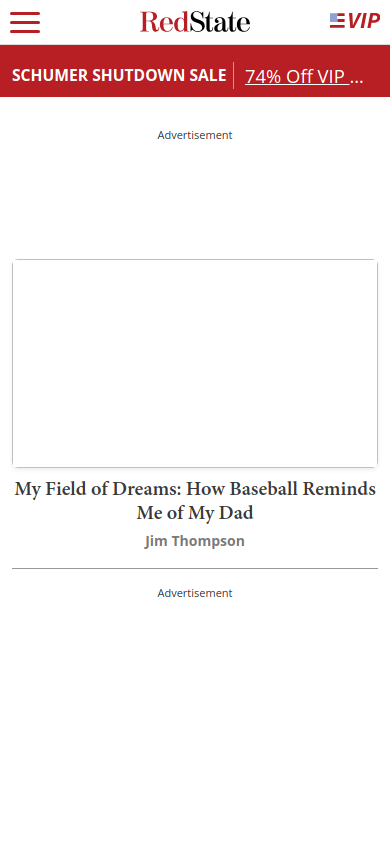 RedState
VIP
SCHUMER SHUTDOWN SALE
74% Off VIP ...
Advertisement
My Field of Dreams: How Baseball Reminds
Me of My Dad
Jim Thompson
Advertisement